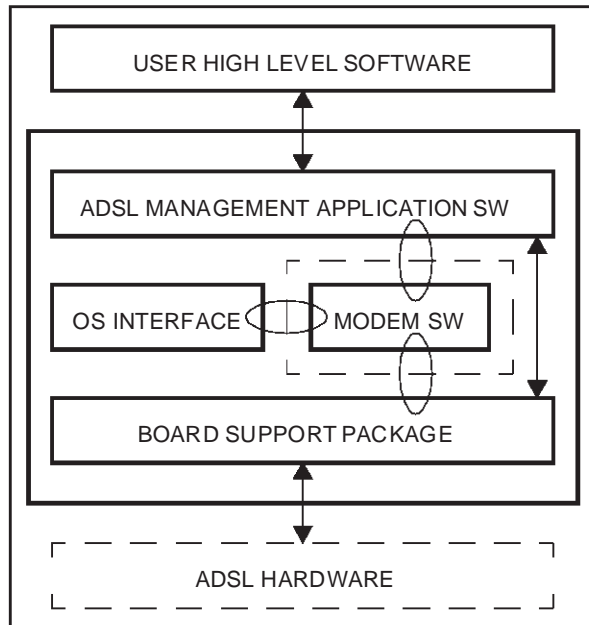 USER HIGH LEVEL SOFTWARE
ADSL MANAGEMENT APPLICATION SW
OS INTERFACE
MODEM SW
BOARD SUPPORT PACKAGE
ADSL HARDWARE